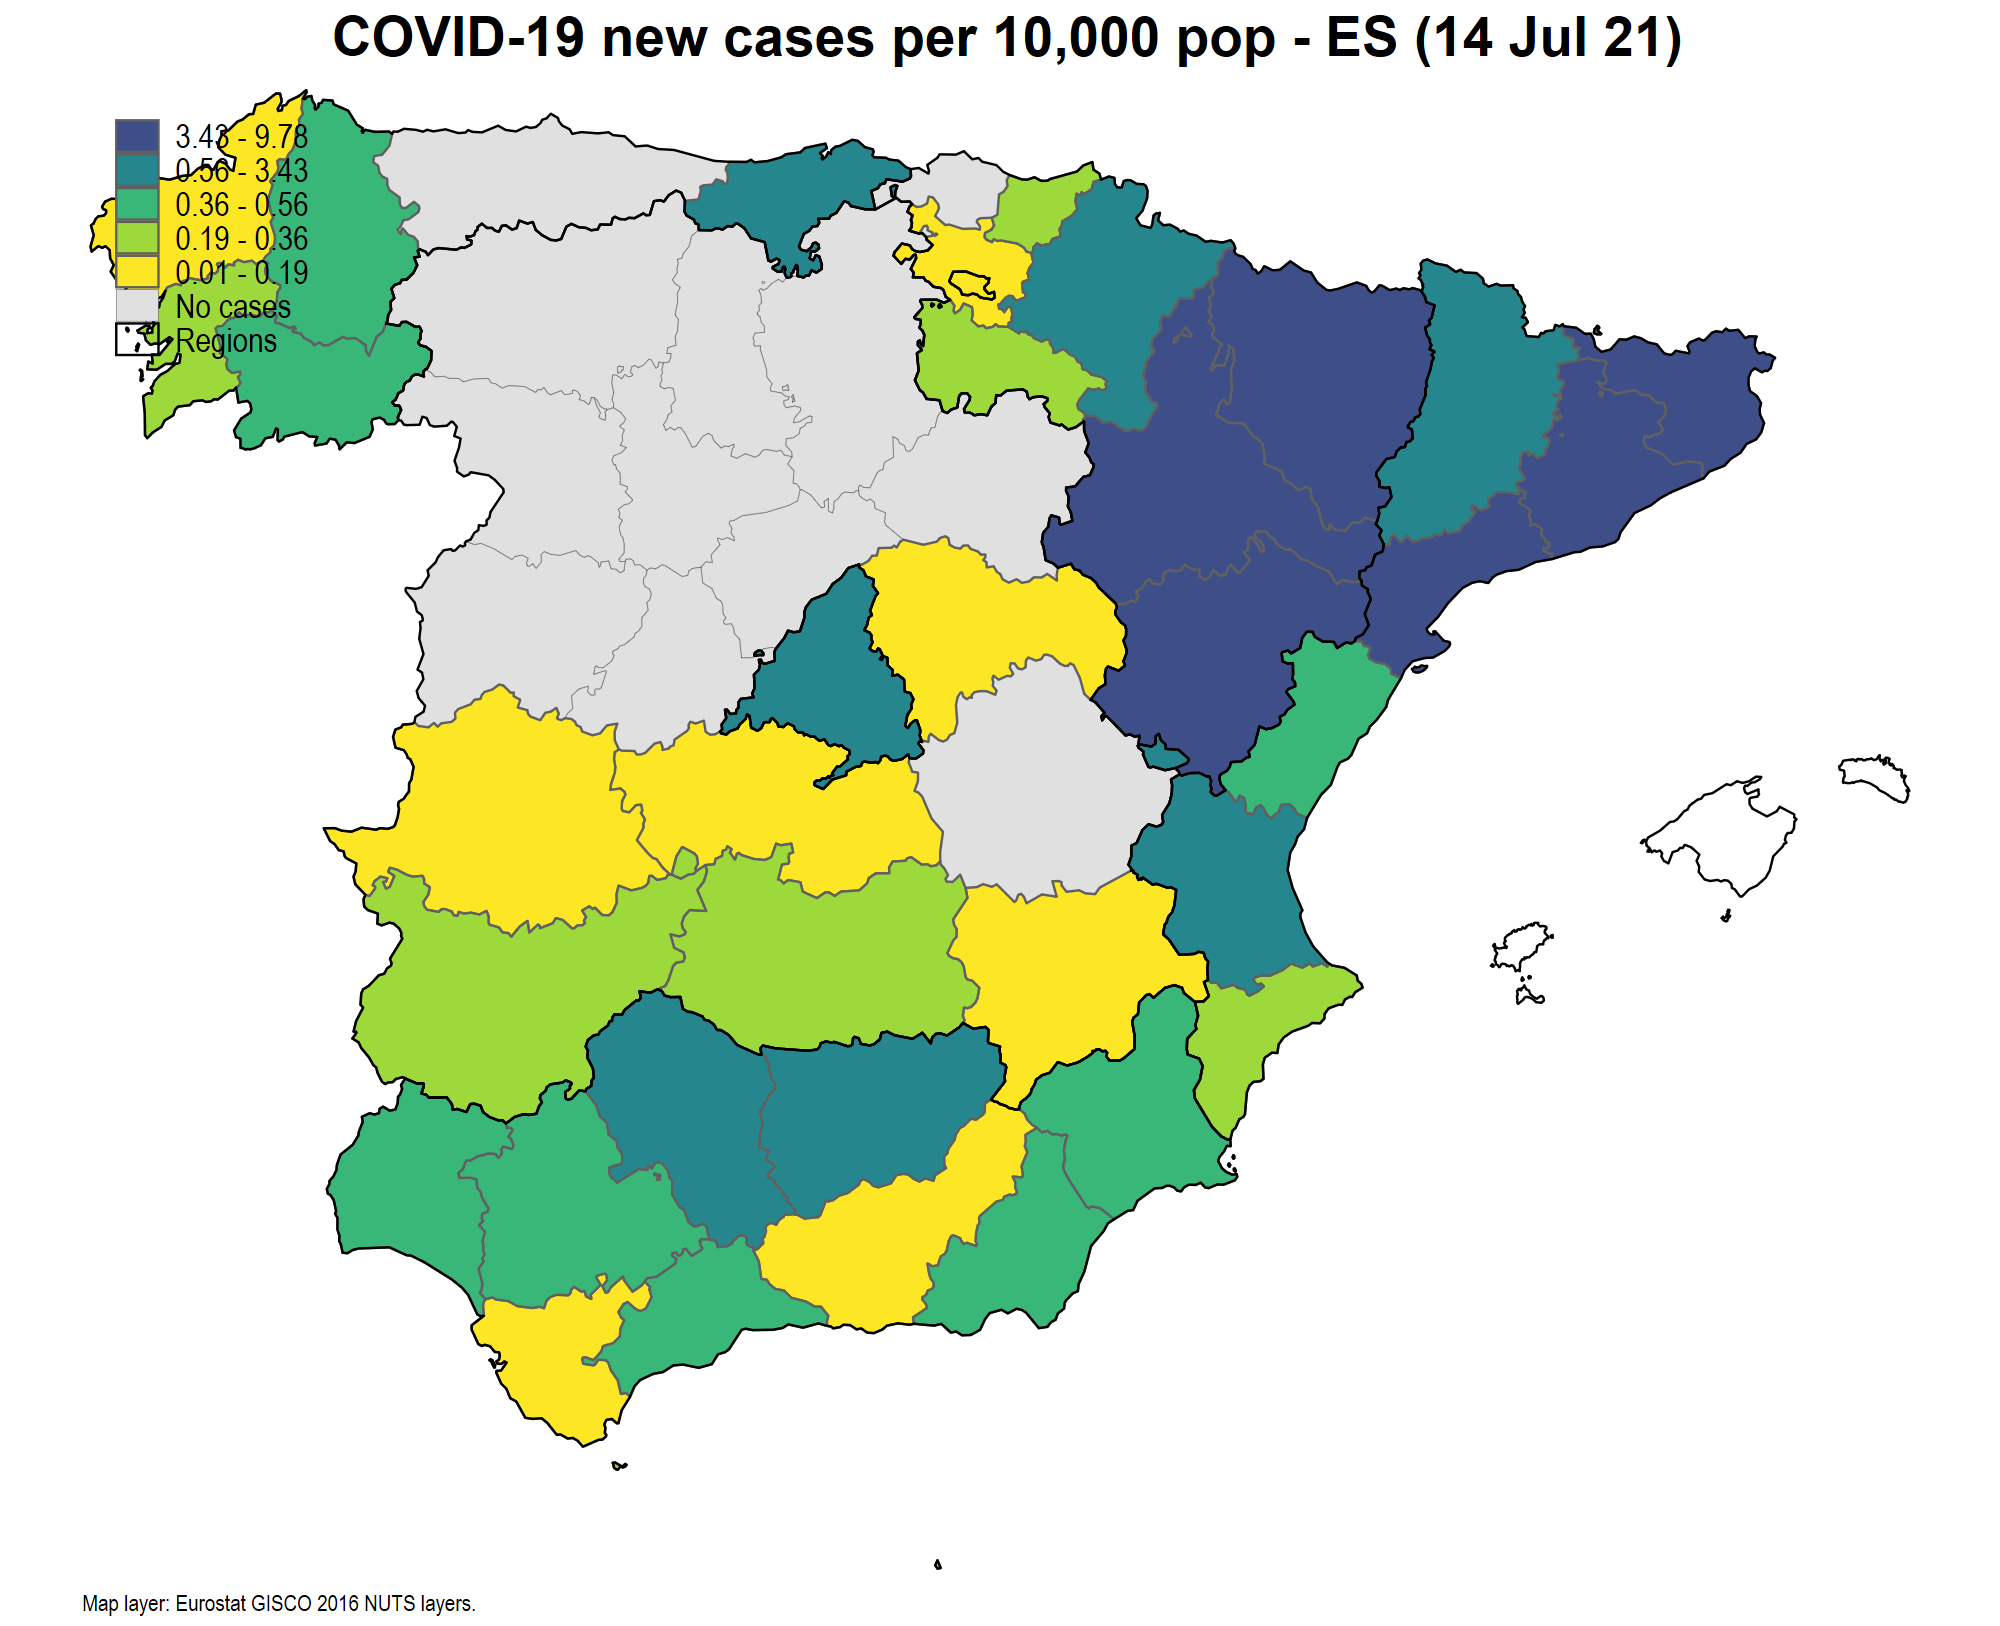 COVID-19 new cases per 10,000 pop - ES (14 Jul 21)
3.43 - 9.78
0.56 - 3.43
0.36 - 0.56
0.19 - 0.36
0.01 - 0.19
No cases
Regions
Map layer: Eurostat GISCO 2016 NUTS layers.